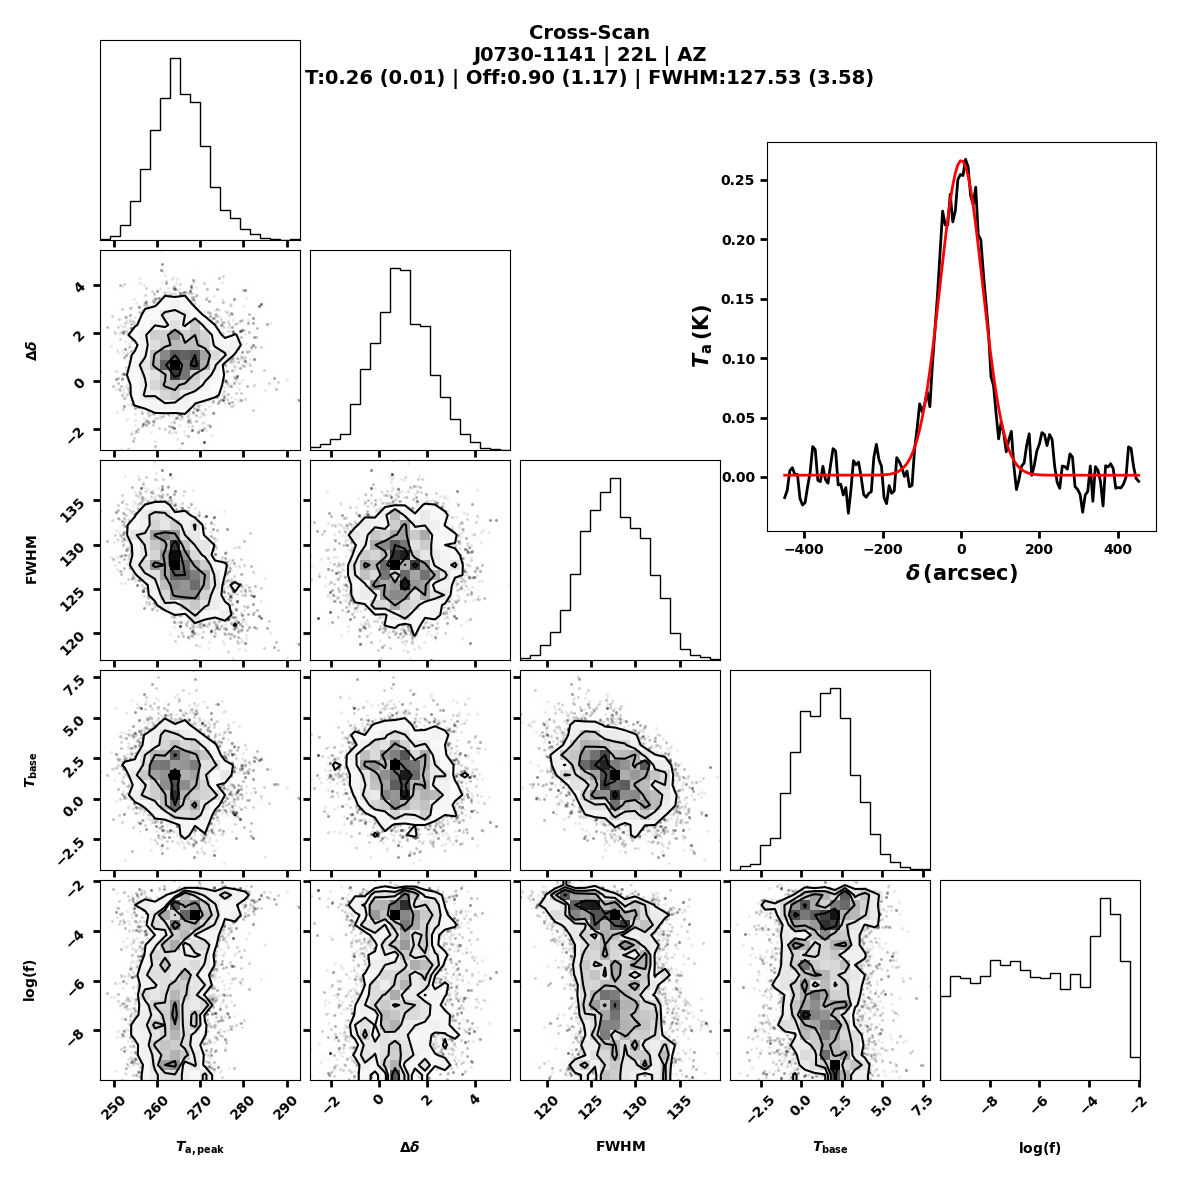 Cross-Scan
J0730-1141 | 22L | AZ
T:0.26 (0.01) | Off:0.90 (1.17) | FWHM:127.53 (3.58)
0.25
0.20
0.15
0.10
0.05
0.00
Ta (K)
−400 −200 0 200 400
δ (arcsec)
4
2
0
−2
Δδ
135
130
125
120
FWHM
7.5
5.0
2.5
0.0
−2.5
Tbase
−2
−4
−6
−8
log(f)
250 260 270 280 290
−2 0 2 4
120 125 130 135
−2.5 0.0 2.5 5.0 7.5
−8 −6 −4 −2
Ta,peak Δδ FWHM Tbase log(f)